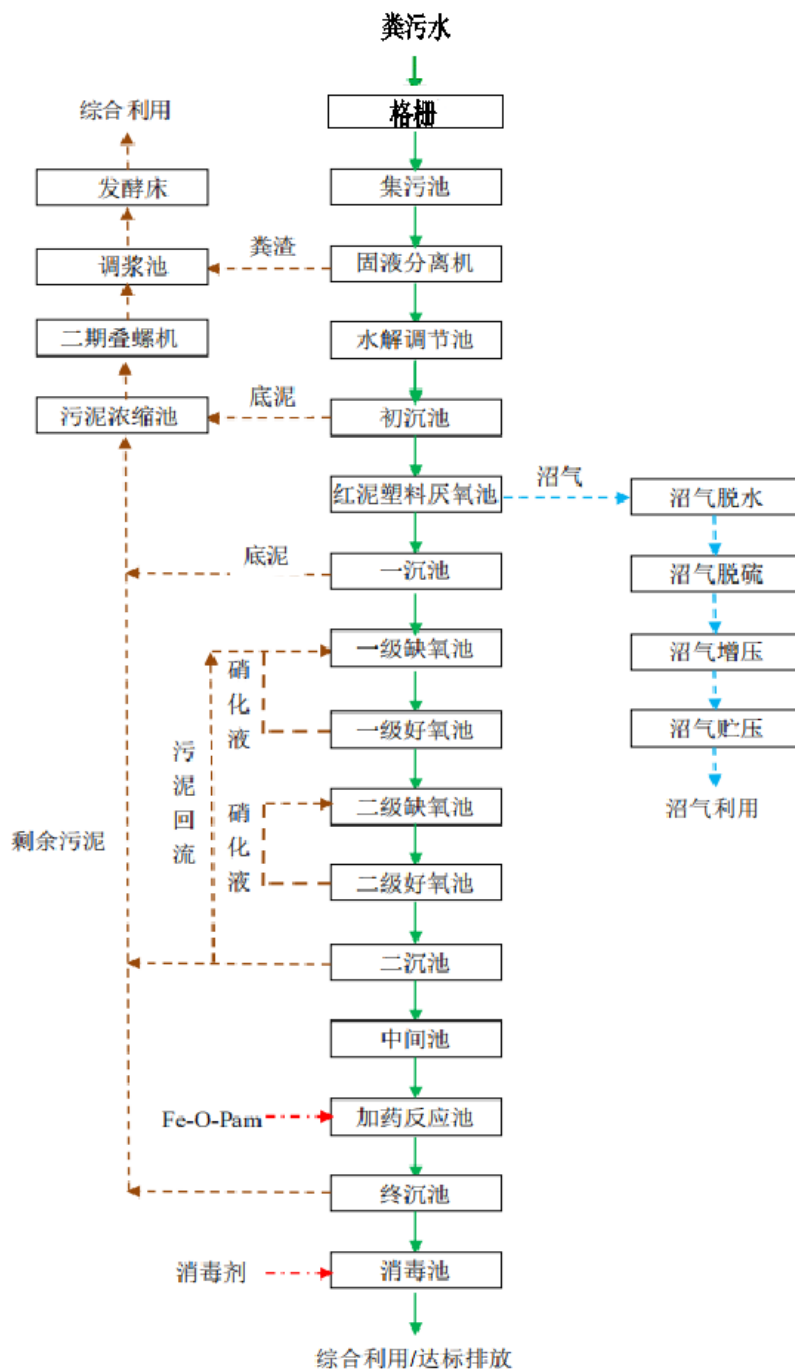 粪污水
格栅
综合利用
发酵床
集污池
粪渣
调浆池
固液分离机
二期叠螺机
水解调节池
底泥
污泥浓缩池
初沉池
沼气
红泥塑料厌氧池
沼气脱水
底泥
一沉池
沼气脱硫
硝化液
一级缺氧池
沼气增压
一级好氧池
沼气贮压
污泥回流
硝化液
二级缺氧池
沼气利用
剩余污泥
二级好氧池
二沉池
中间池
Fe-O-Pam
加药反应池
终沉池
消毒剂
消毒池
综合利用/达标排放